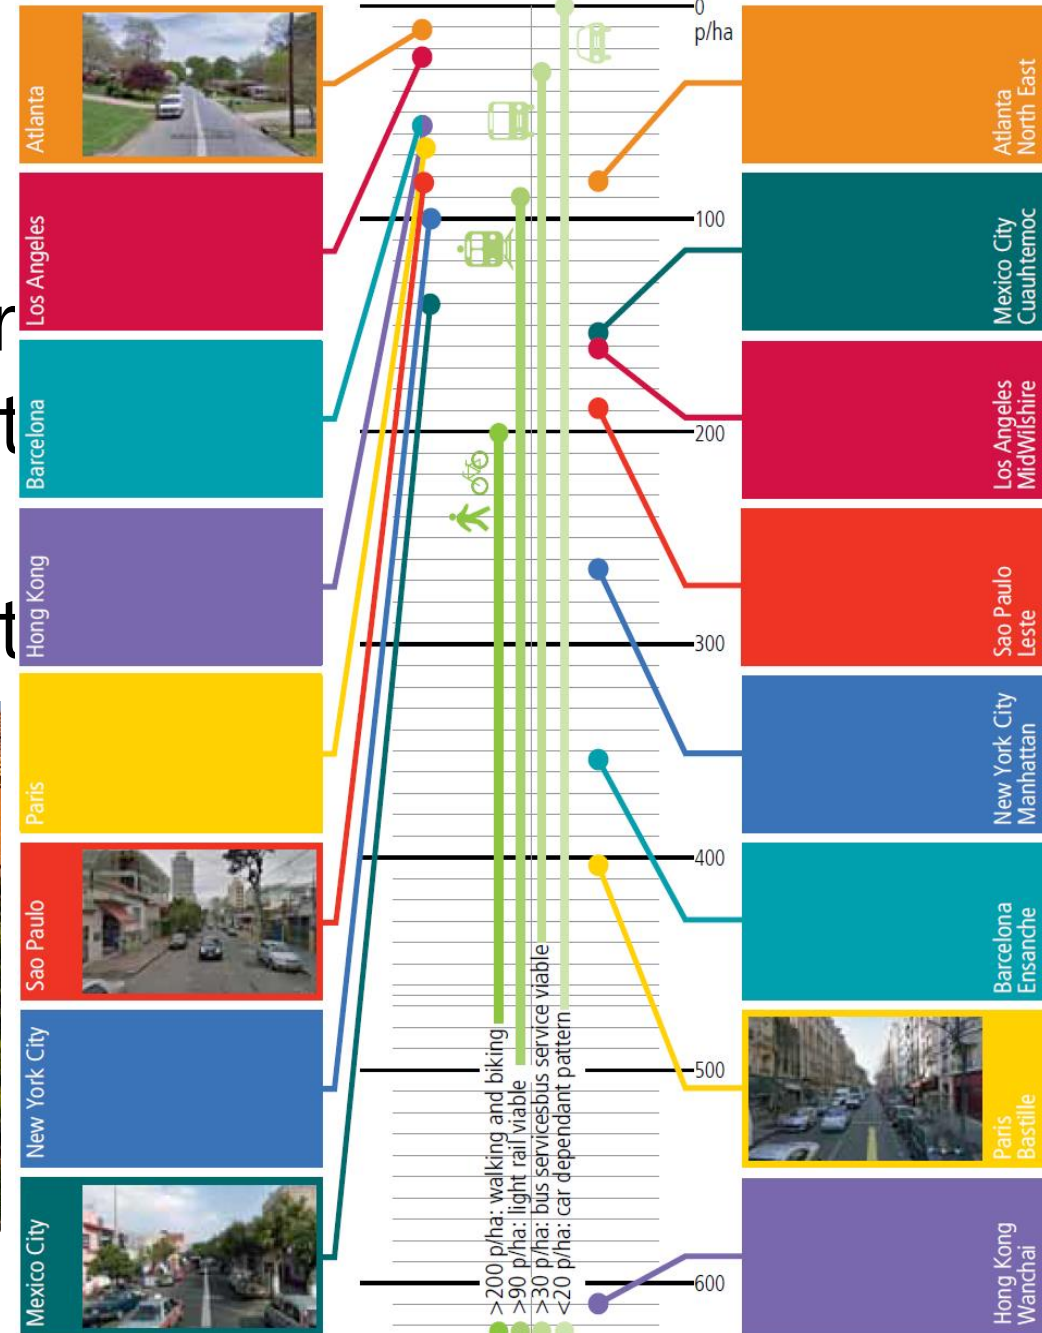 0
p/ha
100
200
300
400
500
600
Atlanta
Los Angeles
Barcelona
Hong Kong
Paris
Sao Paulo
New York City
Mexico City
>200 p/ha: walking and biking
>90 p/ha: light rail viable
>30 p/ha: bus servicesbus service viable
<20 p/ha: car dependant pattern
Atlanta
North East
Mexico City
Cuauhtemoc
Los Angeles
MidWilshire
Sao Paulo
Leste
New York City
Manhattan
Barcelona
Ensanche
Paris
Bastille
Hong Kong
Wanchai